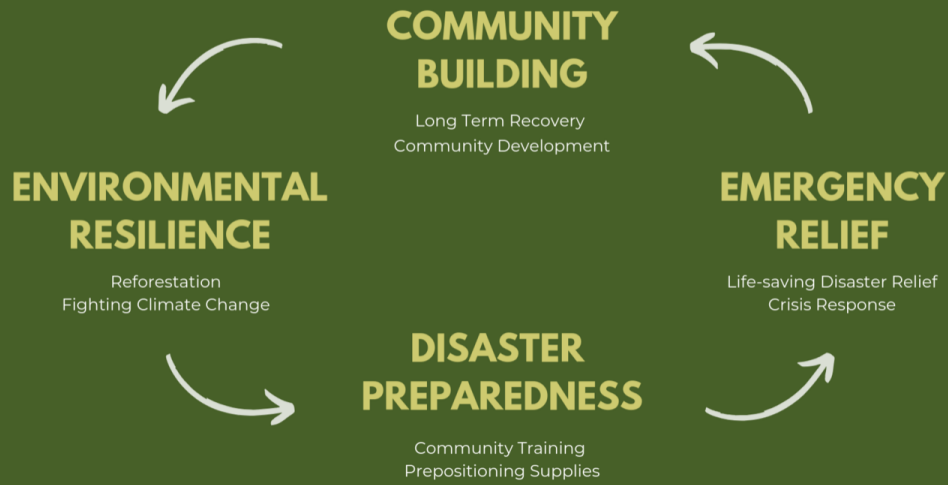 COMMUNITY
BUILDING
Long Term Recovery
Community Development
ENVIRONMENTAL
RESILIENCE
Reforestation
Fighting Climate Change
EMERGENCY
RELIEF
Life-saving Disaster Relief
Crisis Response
DISASTER
PREPAREDNESS
Community Training
Prepositioning Supplies